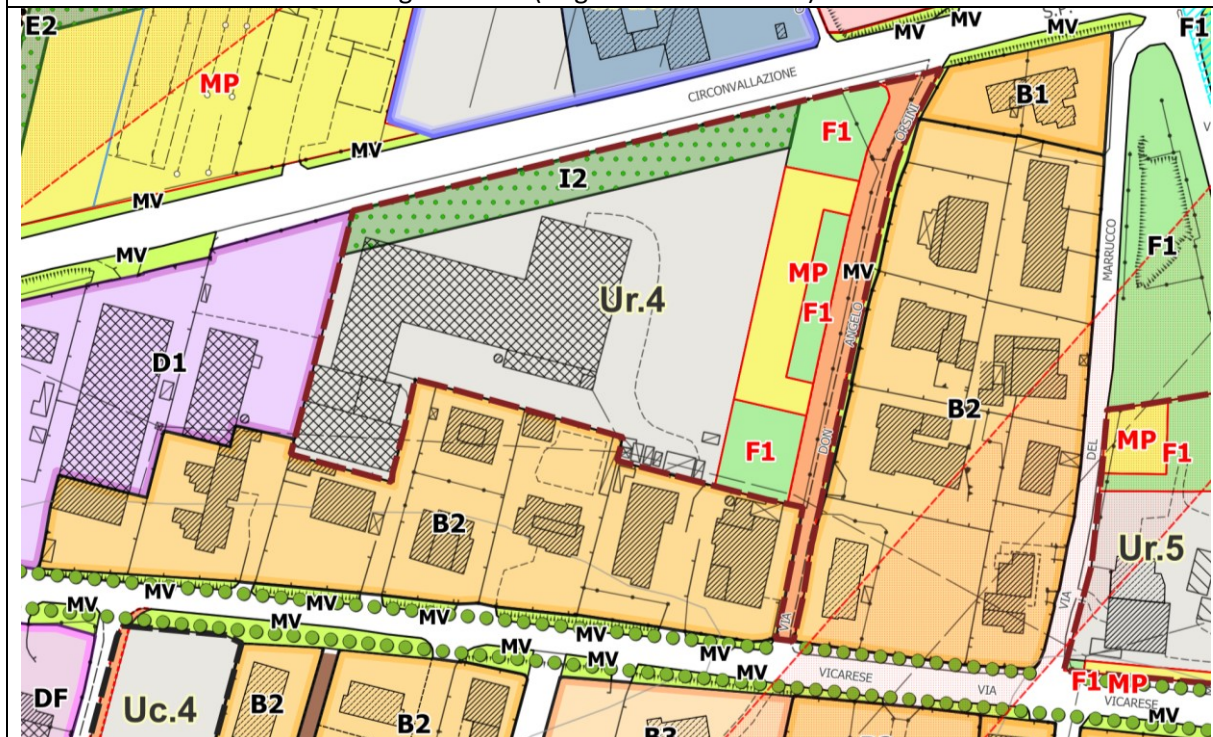 E2
MP
MV
MV
MV
MV
MV
S.P.
F1
CIRCONVALLAZIONE
F1
ORSINI
B1
I2
MV
MARRUCCO
F1
Ur.4
MP
F1
MV
ANGELO
D1
B2
MP
F1
F1
DON
DEL
B2
Ur.5
VIA
VIA
MV
MV
MV
MV
MV
MV
MV
MV
MV
VICARESE
VIA
F1
MP
VICARESE
MV
DF
Uc.4
B2
B2
B3